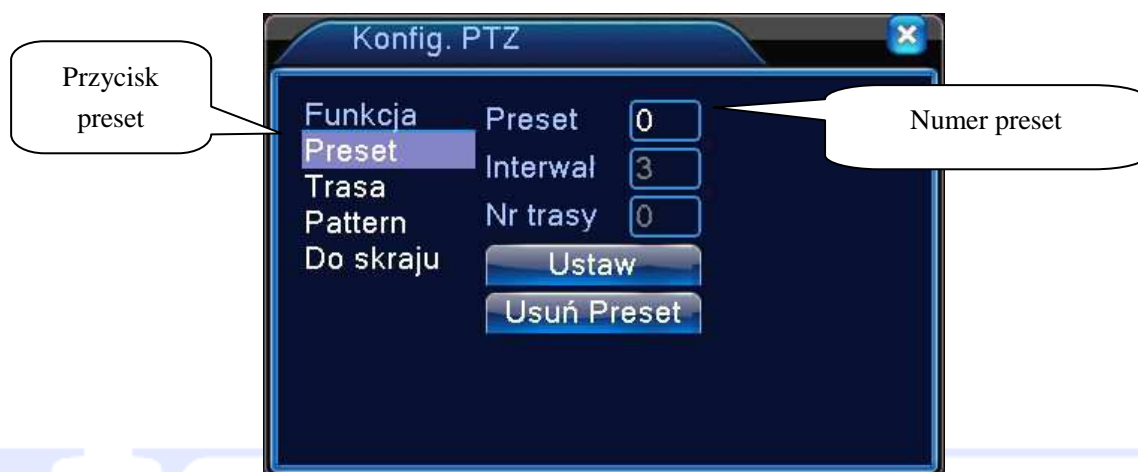 Konfig. PTZ
Przycisk
preset
Numer preset
Funkcja
Preset
Trasa
Pattern
Do skraju
Preset 0
Interwał 3
Nr trasy 0
Ustaw
Usuń Preset